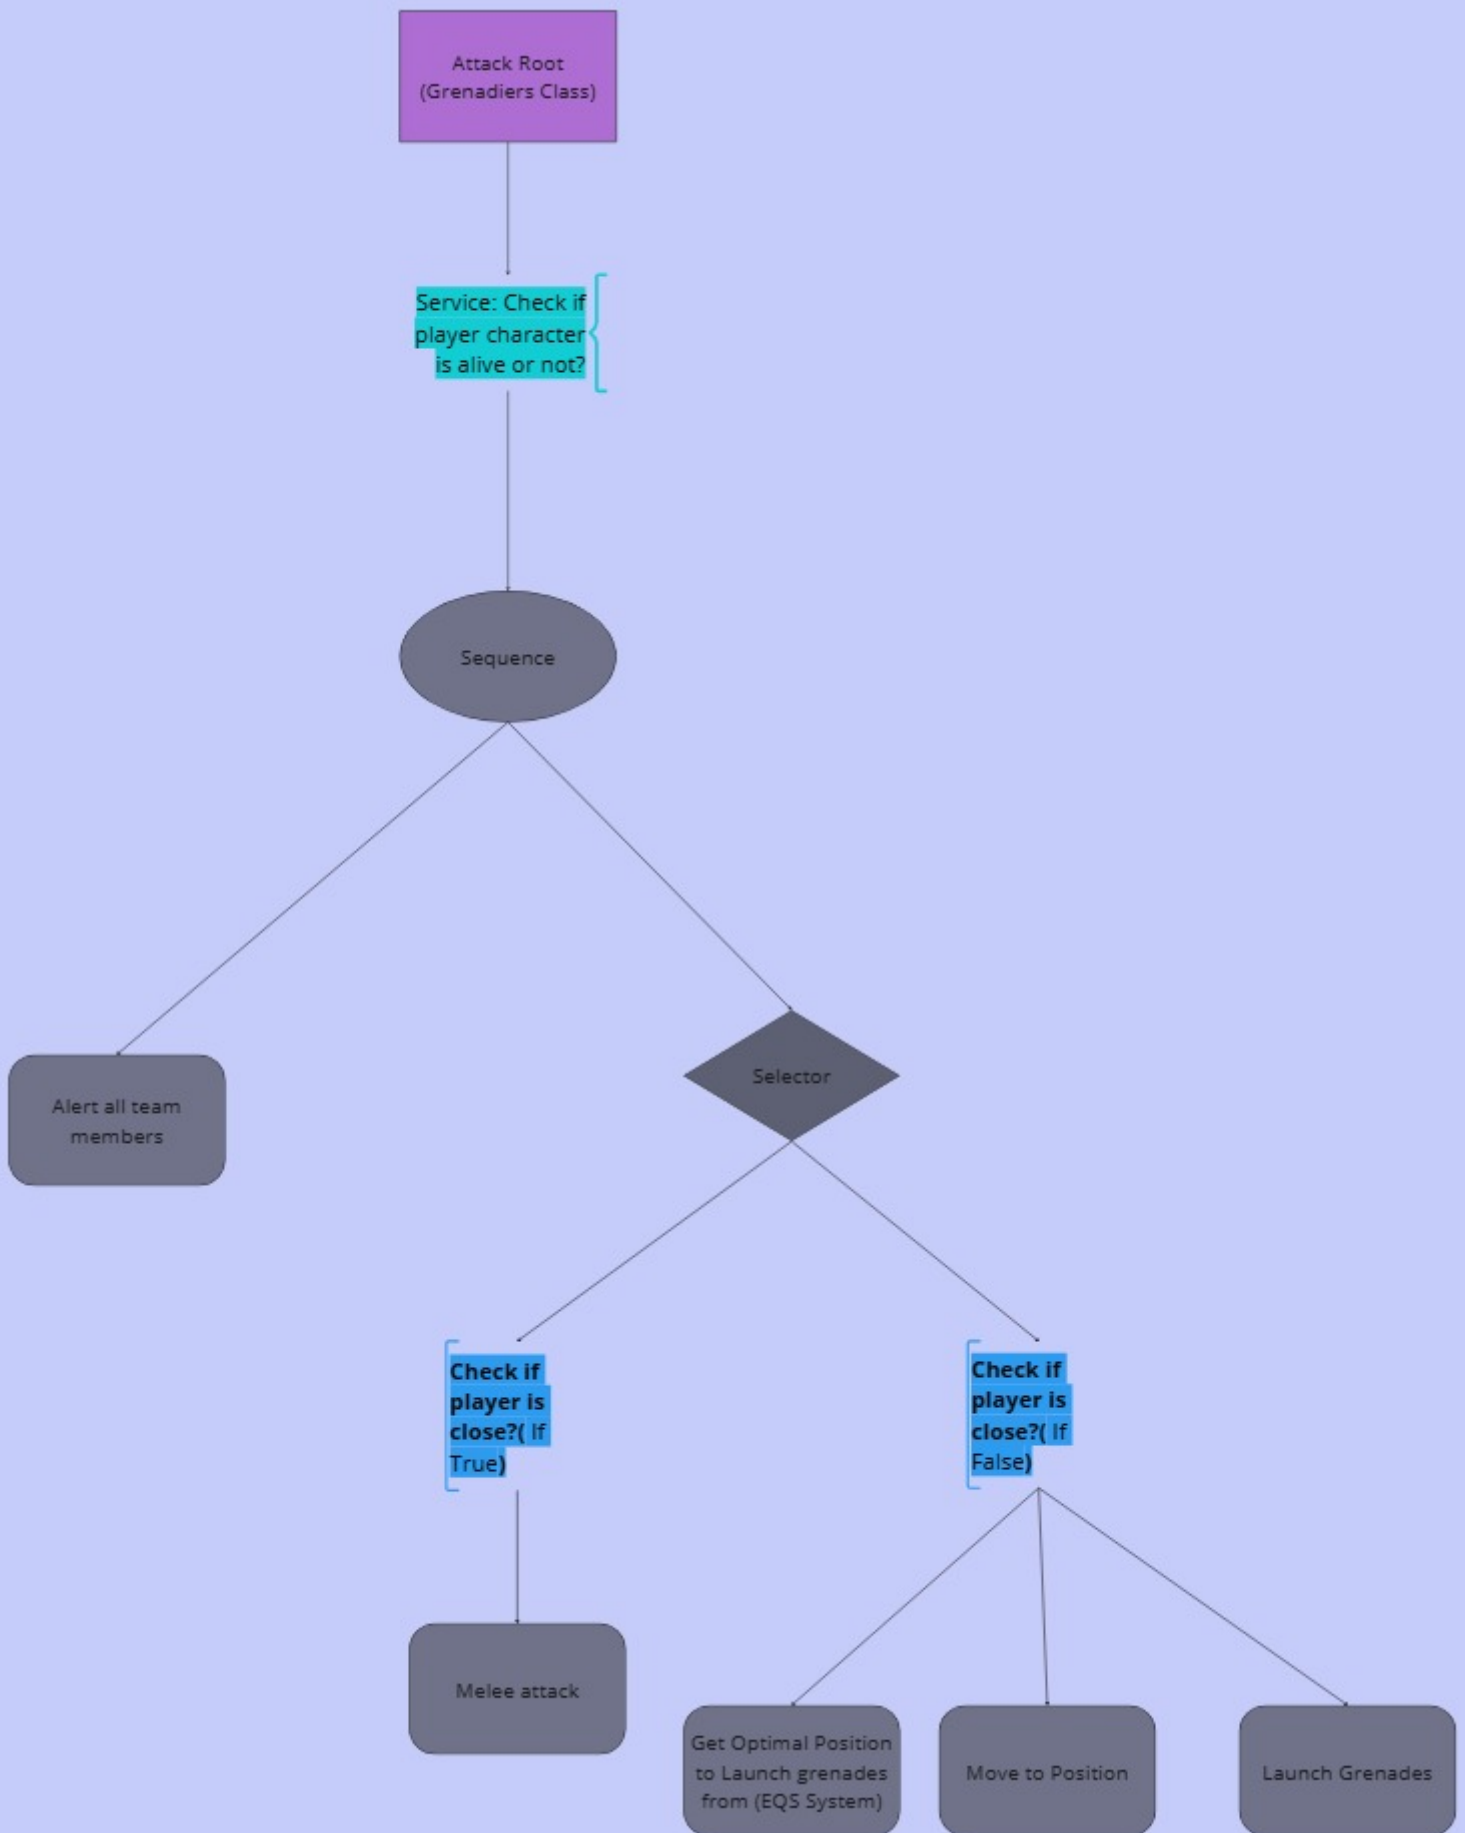 Attack Root
(Grenadiers Class)
Service: Check if
player character
is alive or not?
Sequence
Alert all team
members
Selector
Check if
player is
close?( If
True)
Check if
player is
close?( If
False)
Melee attack
Get Optimal Position
to Launch grenades
from (EQS System)
Move to Position
Launch Grenades